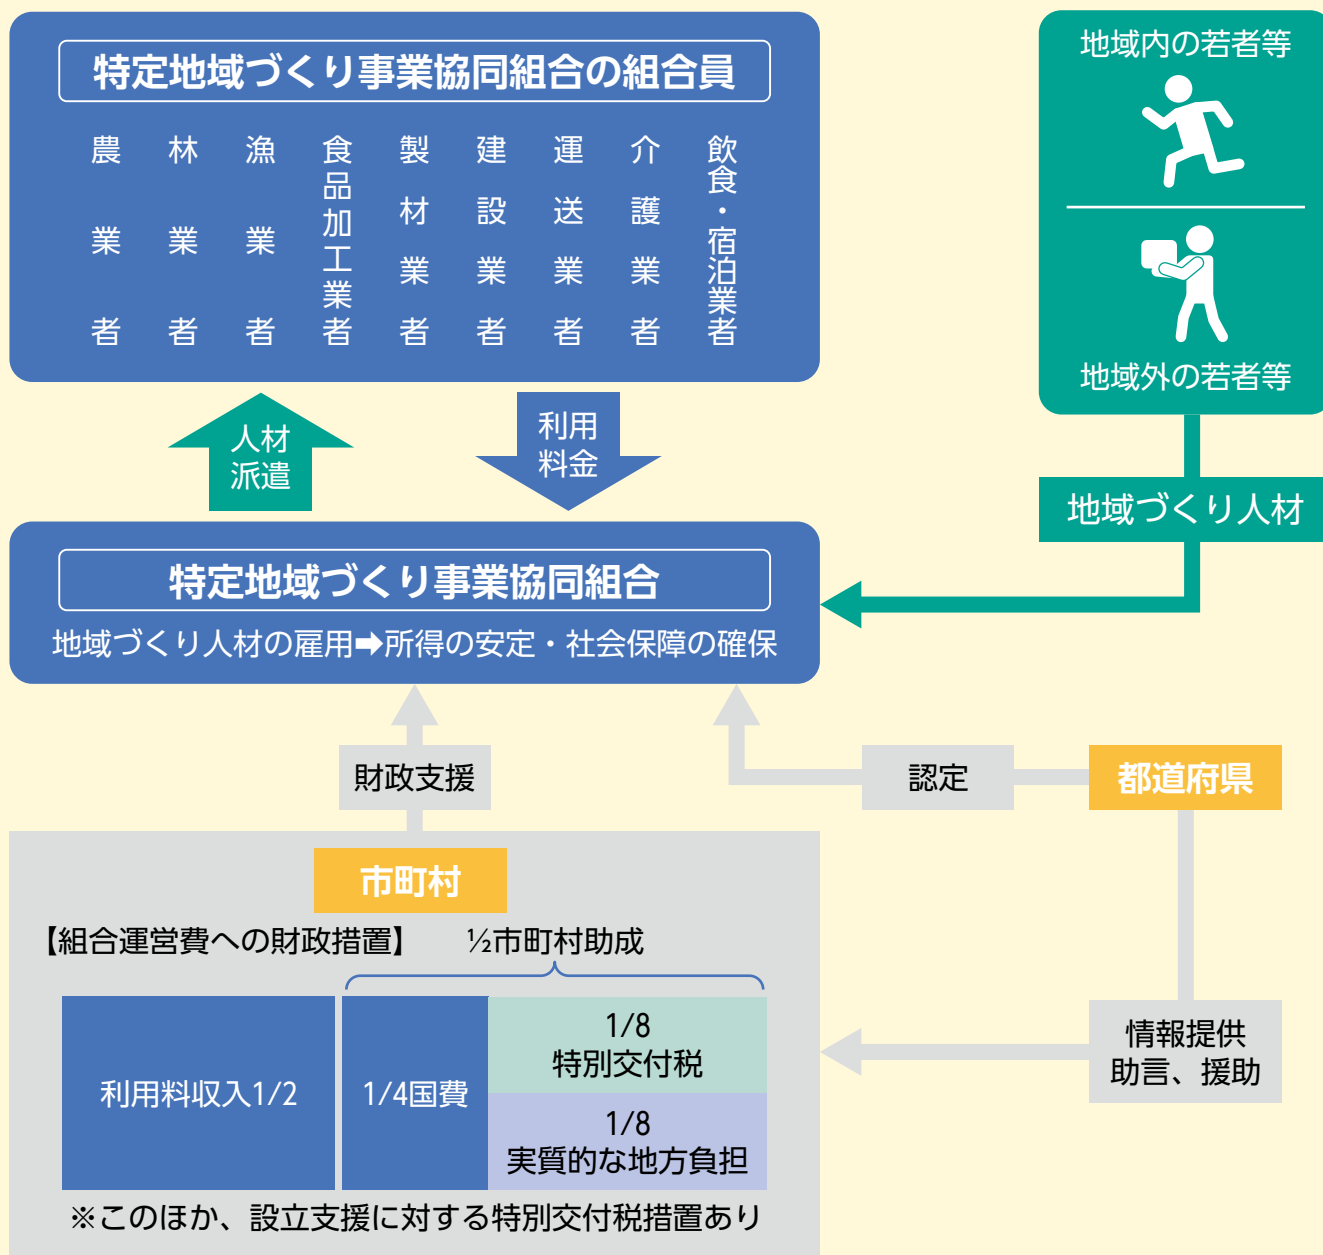 特定地域づくり事業協同組合の組合員
農業者
林業者
漁業者
食品加工業者
製材業者
建設業者
運送業者
介護業者
飲食・宿泊業者
地域内の若者等
地域外の若者等
人材
派遣
利用
料金
地域づくり人材
特定地域づくり事業協同組合
地域づくり人材の雇用➡所得の安定・社会保障の確保
財政支援
認定
都道府県
市町村
【組合運営費への財政措置】
½市町村助成
利用料収入1/2
1/4国費
1/8
特別交付税
1/8
実質的な地方負担
情報提供
助言、援助
※このほか、設立支援に対する特別交付税措置あり